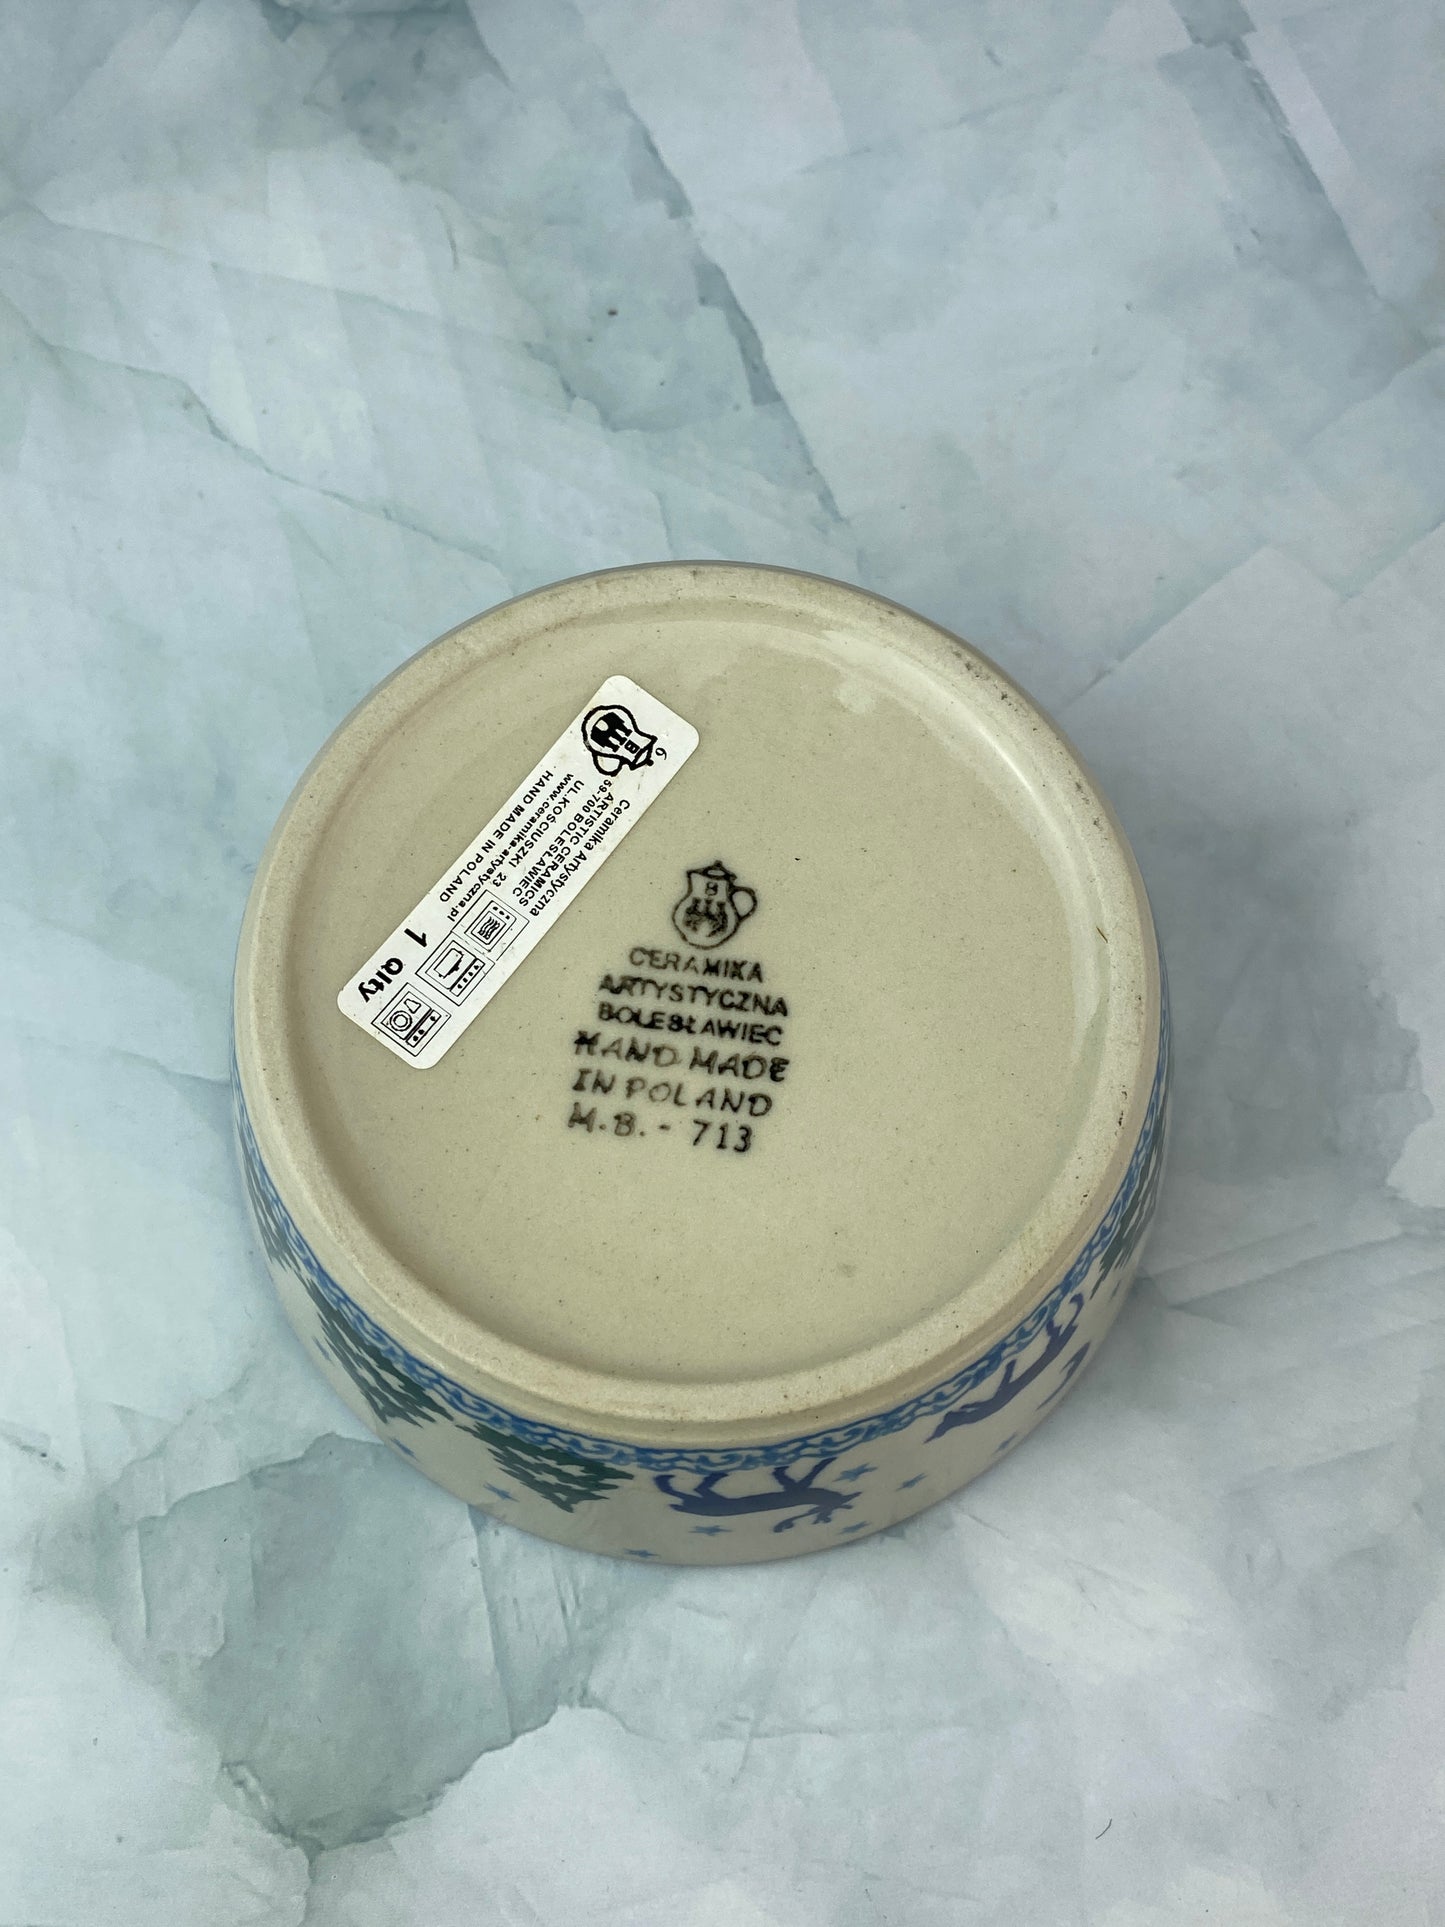 6
B
Ceramika Artystyczna
ARTISTIC CERAMICS
59-700 BOLESŁAWIEC
UL.KOŚCIUSZKI 23
www.ceramika-artystyczna.pl
HAND MADE IN POLAND
1 Qlty
B
CERAMIKA
ARTYSTYCZNA
BOLESŁAWIEC
HAND MADE
IN POLAND
M.B. - 713